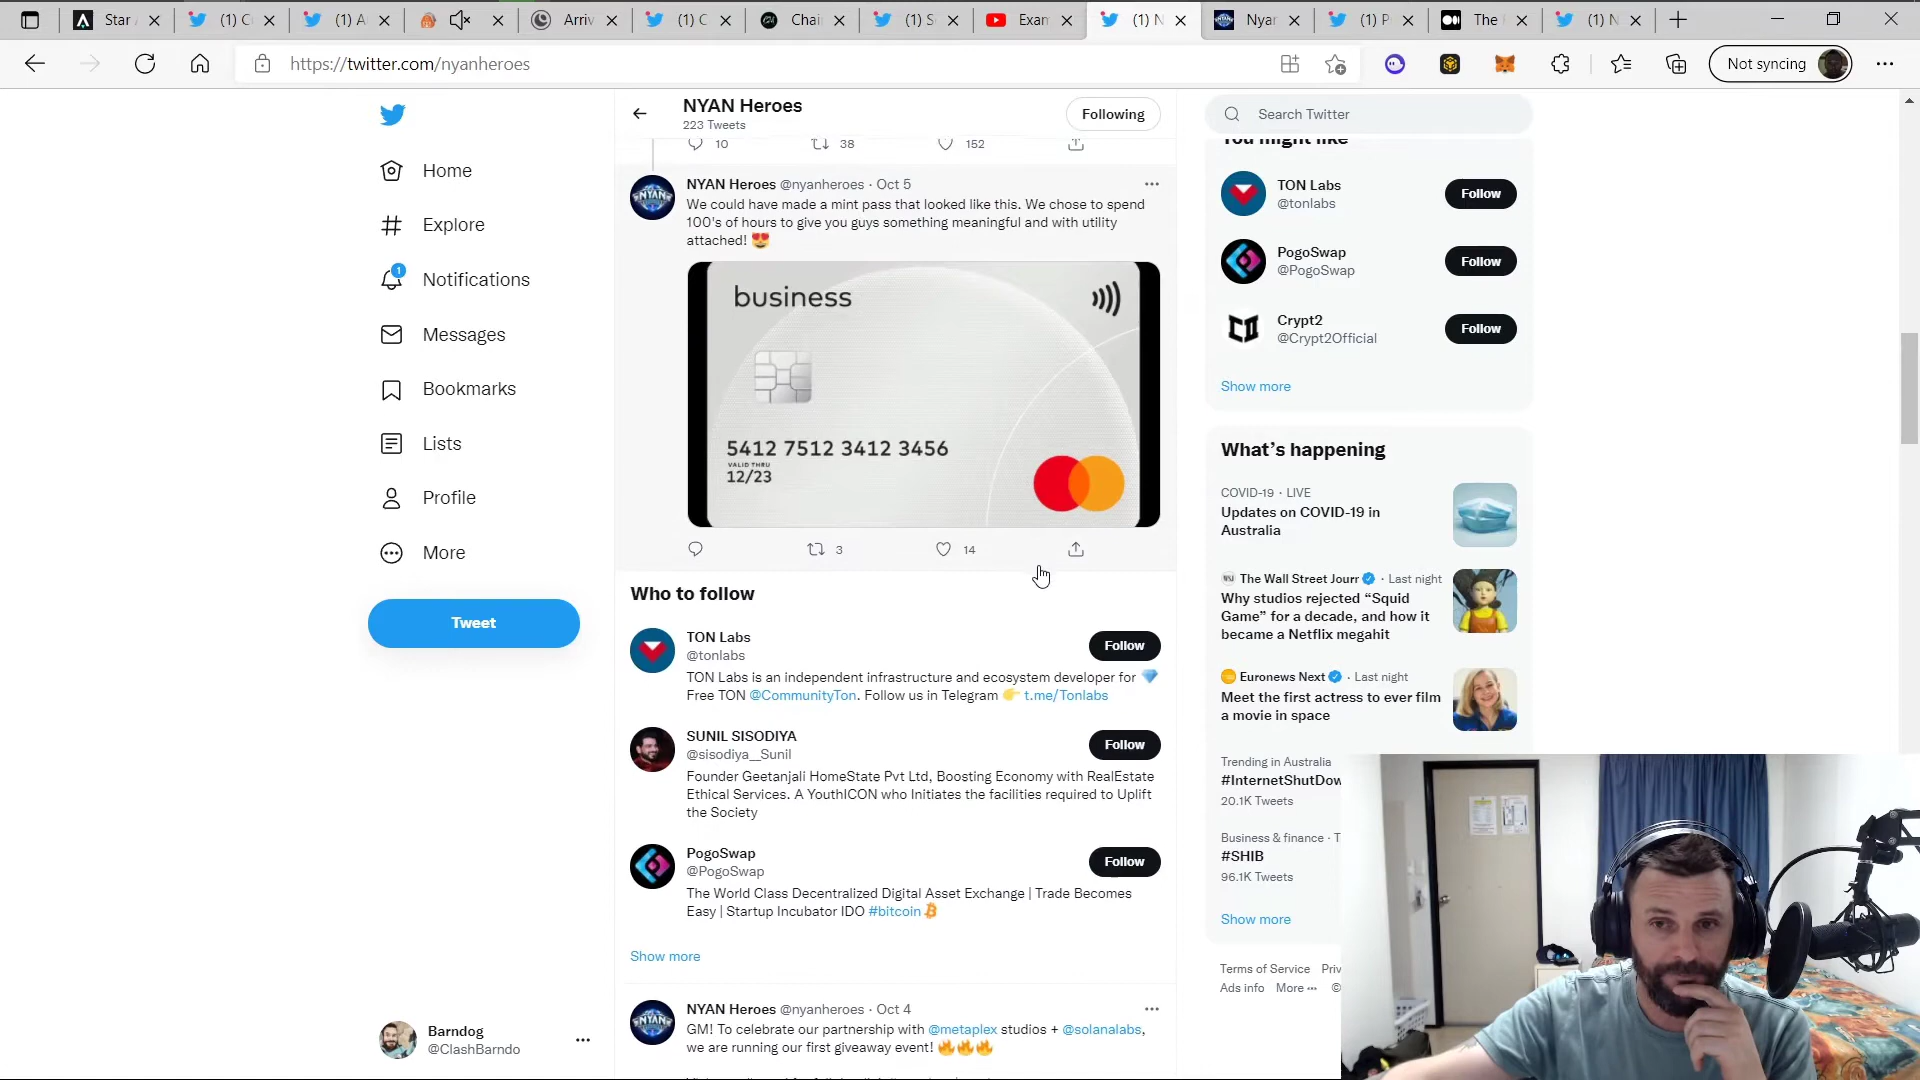 Star
(1) C
(1) A
Arriv
(1) C
Chai
(1) S
Exam
(1) N
Nyar
(1) P
The
(1) N
https://twitter.com/nyanheroes
Not syncing
NYAN Heroes
223 Tweets
Following
Search Twitter
Home
Explore
1
Notifications
Messages
Bookmarks
Lists
Profile
More
Tweet
Barndog
@ClashBarndo
10
38
152
NYAN Heroes @nyanheroes · Oct 5
We could have made a mint pass that looked like this. We chose to spend
100's of hours to give you guys something meaningful and with utility
attached! 😍
business
5412 7512 3412 3456
VALID THRU
12/23
3
14
Who to follow
TON Labs
@tonlabs
Follow
TON Labs is an independent infrastructure and ecosystem developer for 💎
Free TON @CommunityTon. Follow us in Telegram 👉 t.me/Tonlabs
SUNIL SISODIYA
@sisodiya__Sunil
Follow
Founder Geetanjali HomeState Pvt Ltd, Boosting Economy with RealEstate
Ethical Services. A YouthICON who Initiates the facilities required to Uplift
the Society
PogoSwap
@PogoSwap
Follow
The World Class Decentralized Digital Asset Exchange | Trade Becomes
Easy | Startup Incubator IDO #bitcoin
Show more
NYAN Heroes @nyanheroes · Oct 4
GM! To celebrate our partnership with @metaplex studios + @solanalabs,
we are running our first giveaway event! 🔥🔥🔥
You might like
TON Labs
@tonlabs
Follow
PogoSwap
@PogoSwap
Follow
Crypt2
@Crypt2Official
Follow
Show more
What's happening
COVID-19 · LIVE
Updates on COVID-19 in
Australia
The Wall Street Jourr · Last night
Why studios rejected “Squid
Game” for a decade, and how it
became a Netflix megahit
Euronews Next · Last night
Meet the first actress to ever film
a movie in space
Trending in Australia
#InternetShutDow
20.1K Tweets
Business & finance · T
#SHIB
96.1K Tweets
Show more
Terms of Service Priv
Ads info More ··· ©